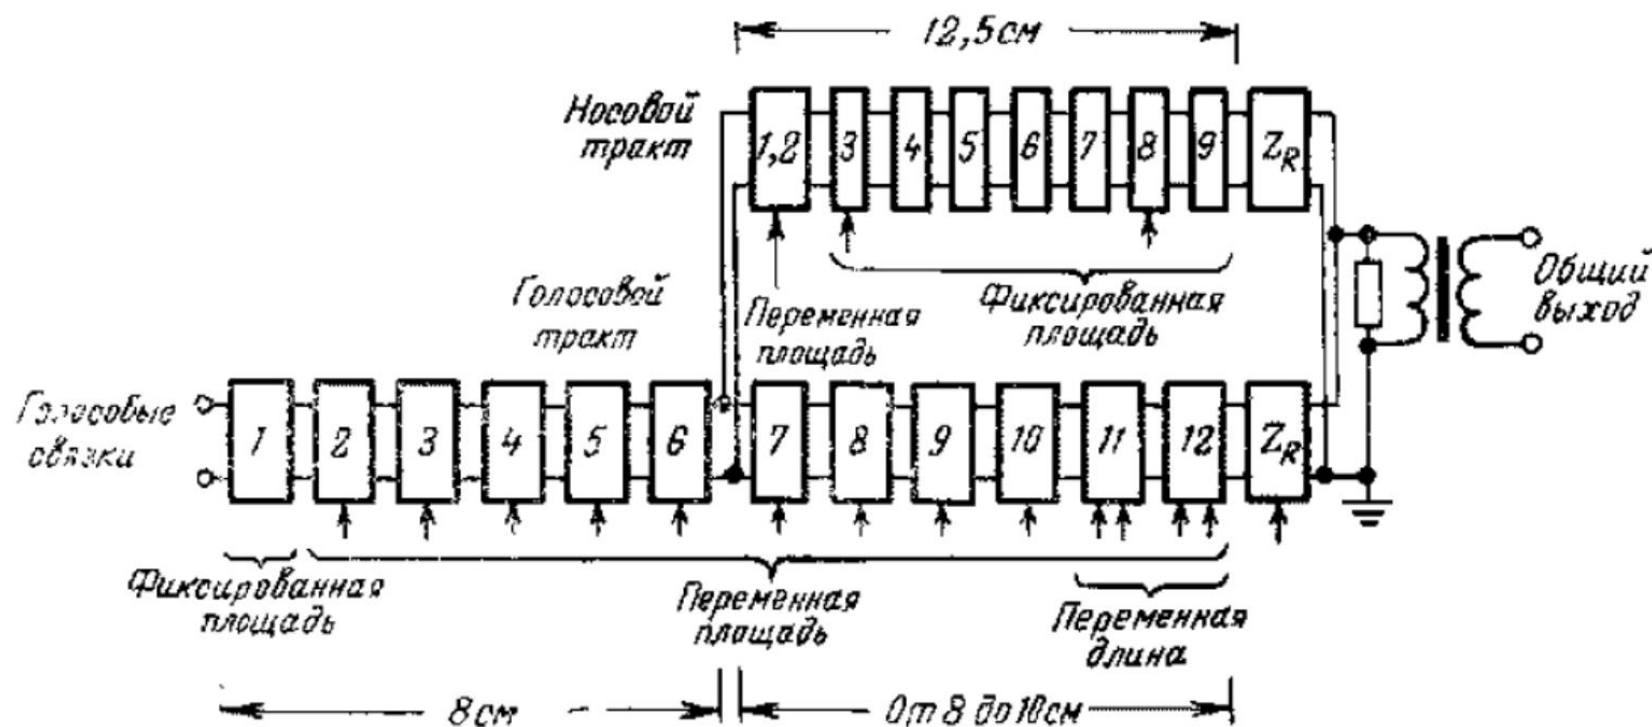 12,5см
Носовой
тракт
1,2 3 4 5 6 7 8 9 Z_R
Голосовой
тракт
Переменная
площадь
Фиксированная
площадь
Общий
выход
Голосовые
связки
1 2 3 4 5 6 7 8 9 10 11 12 Z_R
Фиксированная
площадь
Переменная
площадь
Переменная
длина
8см
От 8 до 10см